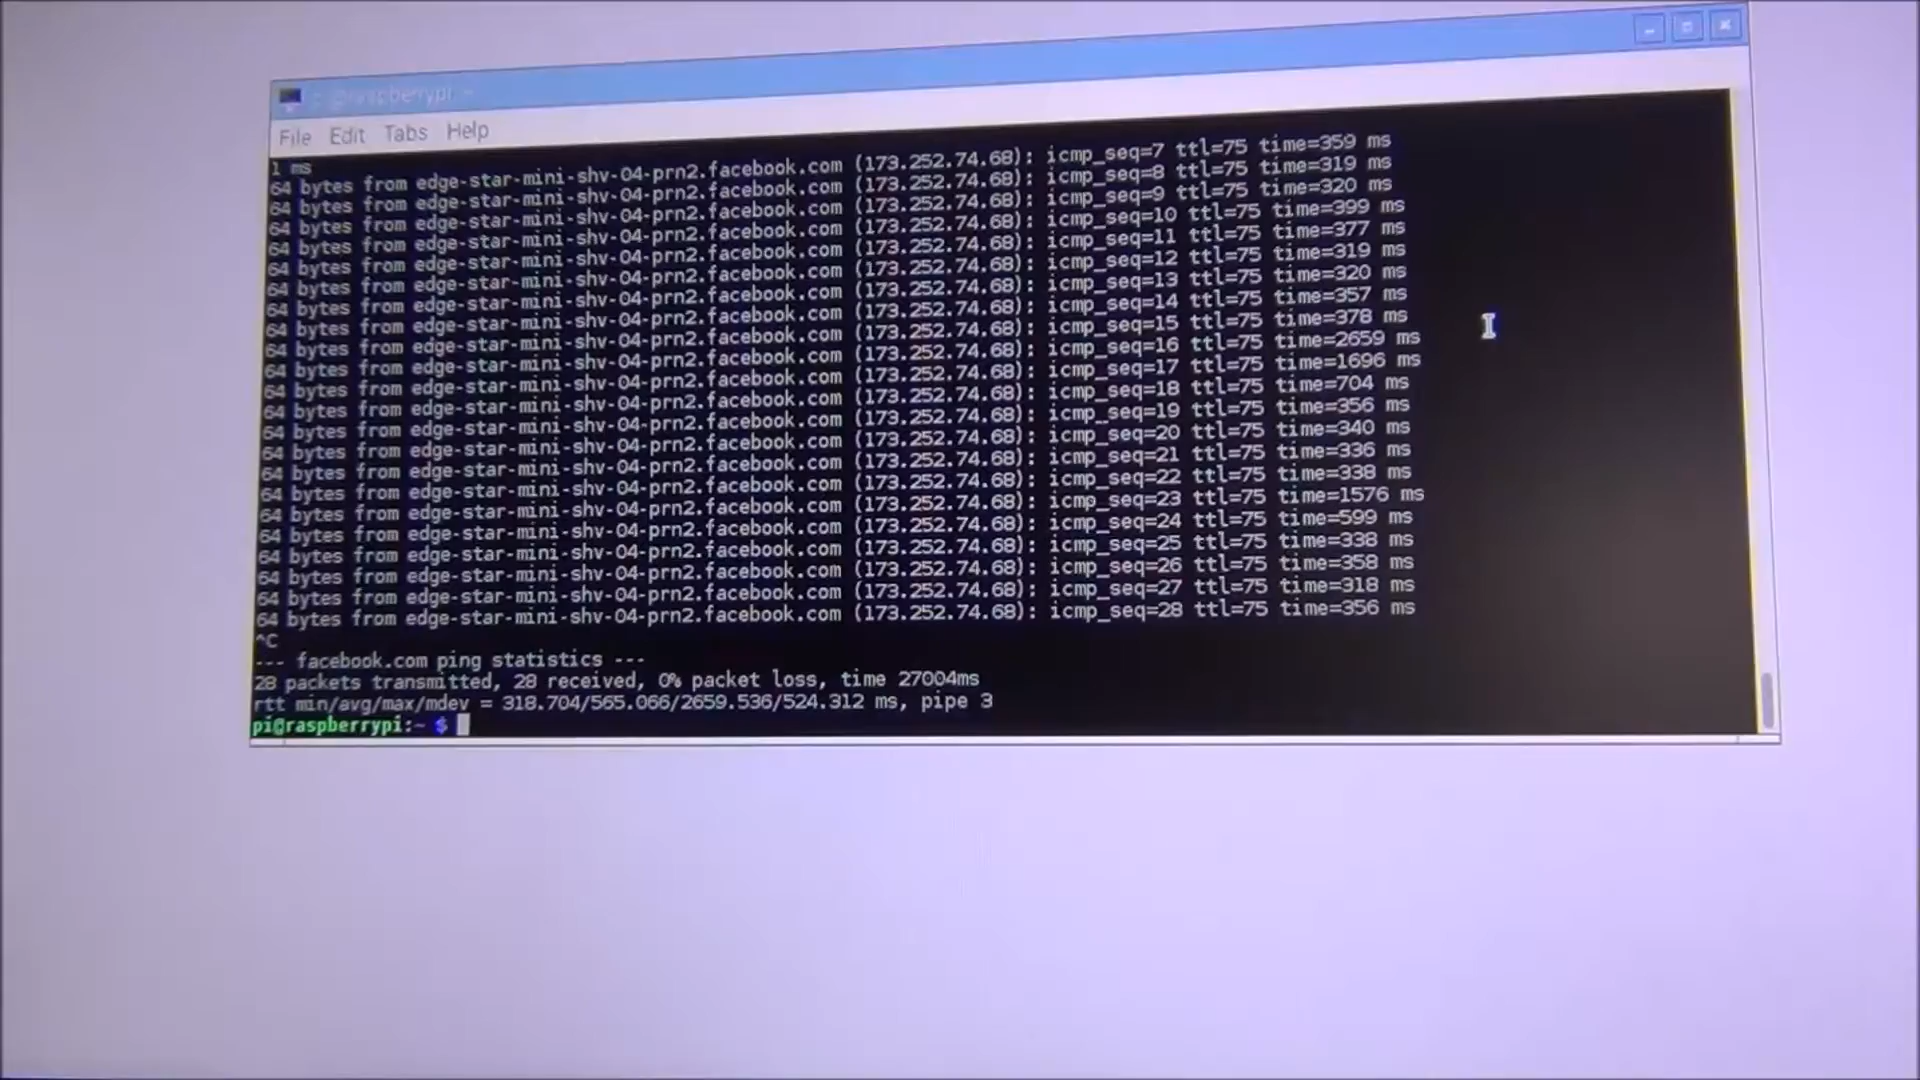 pi@raspberrypi: ~
File Edit Tabs Help
1 ms
64 bytes from edge-star-mini-shv-04-prn2.facebook.com (173.252.74.68): icmp_seq=7 ttl=75 time=359 ms
64 bytes from edge-star-mini-shv-04-prn2.facebook.com (173.252.74.68): icmp_seq=8 ttl=75 time=319 ms
64 bytes from edge-star-mini-shv-04-prn2.facebook.com (173.252.74.68): icmp_seq=9 ttl=75 time=320 ms
64 bytes from edge-star-mini-shv-04-prn2.facebook.com (173.252.74.68): icmp_seq=10 ttl=75 time=399 ms
64 bytes from edge-star-mini-shv-04-prn2.facebook.com (173.252.74.68): icmp_seq=11 ttl=75 time=377 ms
64 bytes from edge-star-mini-shv-04-prn2.facebook.com (173.252.74.68): icmp_seq=12 ttl=75 time=319 ms
64 bytes from edge-star-mini-shv-04-prn2.facebook.com (173.252.74.68): icmp_seq=13 ttl=75 time=320 ms
64 bytes from edge-star-mini-shv-04-prn2.facebook.com (173.252.74.68): icmp_seq=14 ttl=75 time=357 ms
64 bytes from edge-star-mini-shv-04-prn2.facebook.com (173.252.74.68): icmp_seq=15 ttl=75 time=378 ms
64 bytes from edge-star-mini-shv-04-prn2.facebook.com (173.252.74.68): icmp_seq=16 ttl=75 time=2659 ms
64 bytes from edge-star-mini-shv-04-prn2.facebook.com (173.252.74.68): icmp_seq=17 ttl=75 time=1696 ms
64 bytes from edge-star-mini-shv-04-prn2.facebook.com (173.252.74.68): icmp_seq=18 ttl=75 time=704 ms
64 bytes from edge-star-mini-shv-04-prn2.facebook.com (173.252.74.68): icmp_seq=19 ttl=75 time=356 ms
64 bytes from edge-star-mini-shv-04-prn2.facebook.com (173.252.74.68): icmp_seq=20 ttl=75 time=340 ms
64 bytes from edge-star-mini-shv-04-prn2.facebook.com (173.252.74.68): icmp_seq=21 ttl=75 time=336 ms
64 bytes from edge-star-mini-shv-04-prn2.facebook.com (173.252.74.68): icmp_seq=22 ttl=75 time=338 ms
64 bytes from edge-star-mini-shv-04-prn2.facebook.com (173.252.74.68): icmp_seq=23 ttl=75 time=1576 ms
64 bytes from edge-star-mini-shv-04-prn2.facebook.com (173.252.74.68): icmp_seq=24 ttl=75 time=599 ms
64 bytes from edge-star-mini-shv-04-prn2.facebook.com (173.252.74.68): icmp_seq=25 ttl=75 time=338 ms
64 bytes from edge-star-mini-shv-04-prn2.facebook.com (173.252.74.68): icmp_seq=26 ttl=75 time=358 ms
64 bytes from edge-star-mini-shv-04-prn2.facebook.com (173.252.74.68): icmp_seq=27 ttl=75 time=318 ms
64 bytes from edge-star-mini-shv-04-prn2.facebook.com (173.252.74.68): icmp_seq=28 ttl=75 time=356 ms
^C
--- facebook.com ping statistics ---
28 packets transmitted, 28 received, 0% packet loss, time 27004ms
rtt min/avg/max/mdev = 318.704/565.066/2659.536/524.312 ms, pipe 3
pi@raspberrypi:~ $